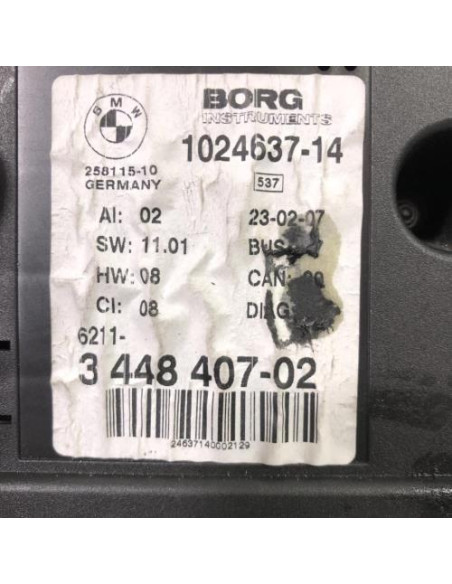 BMW
BORG
INSTRUMENTS
258115-10
GERMANY
1024637-14
537
AI: 02 23-02-07
SW: 11.01 BUS
HW: 08 CAN:
CI: 08 DIAG
6211-
3 448 407-02
24637140002129